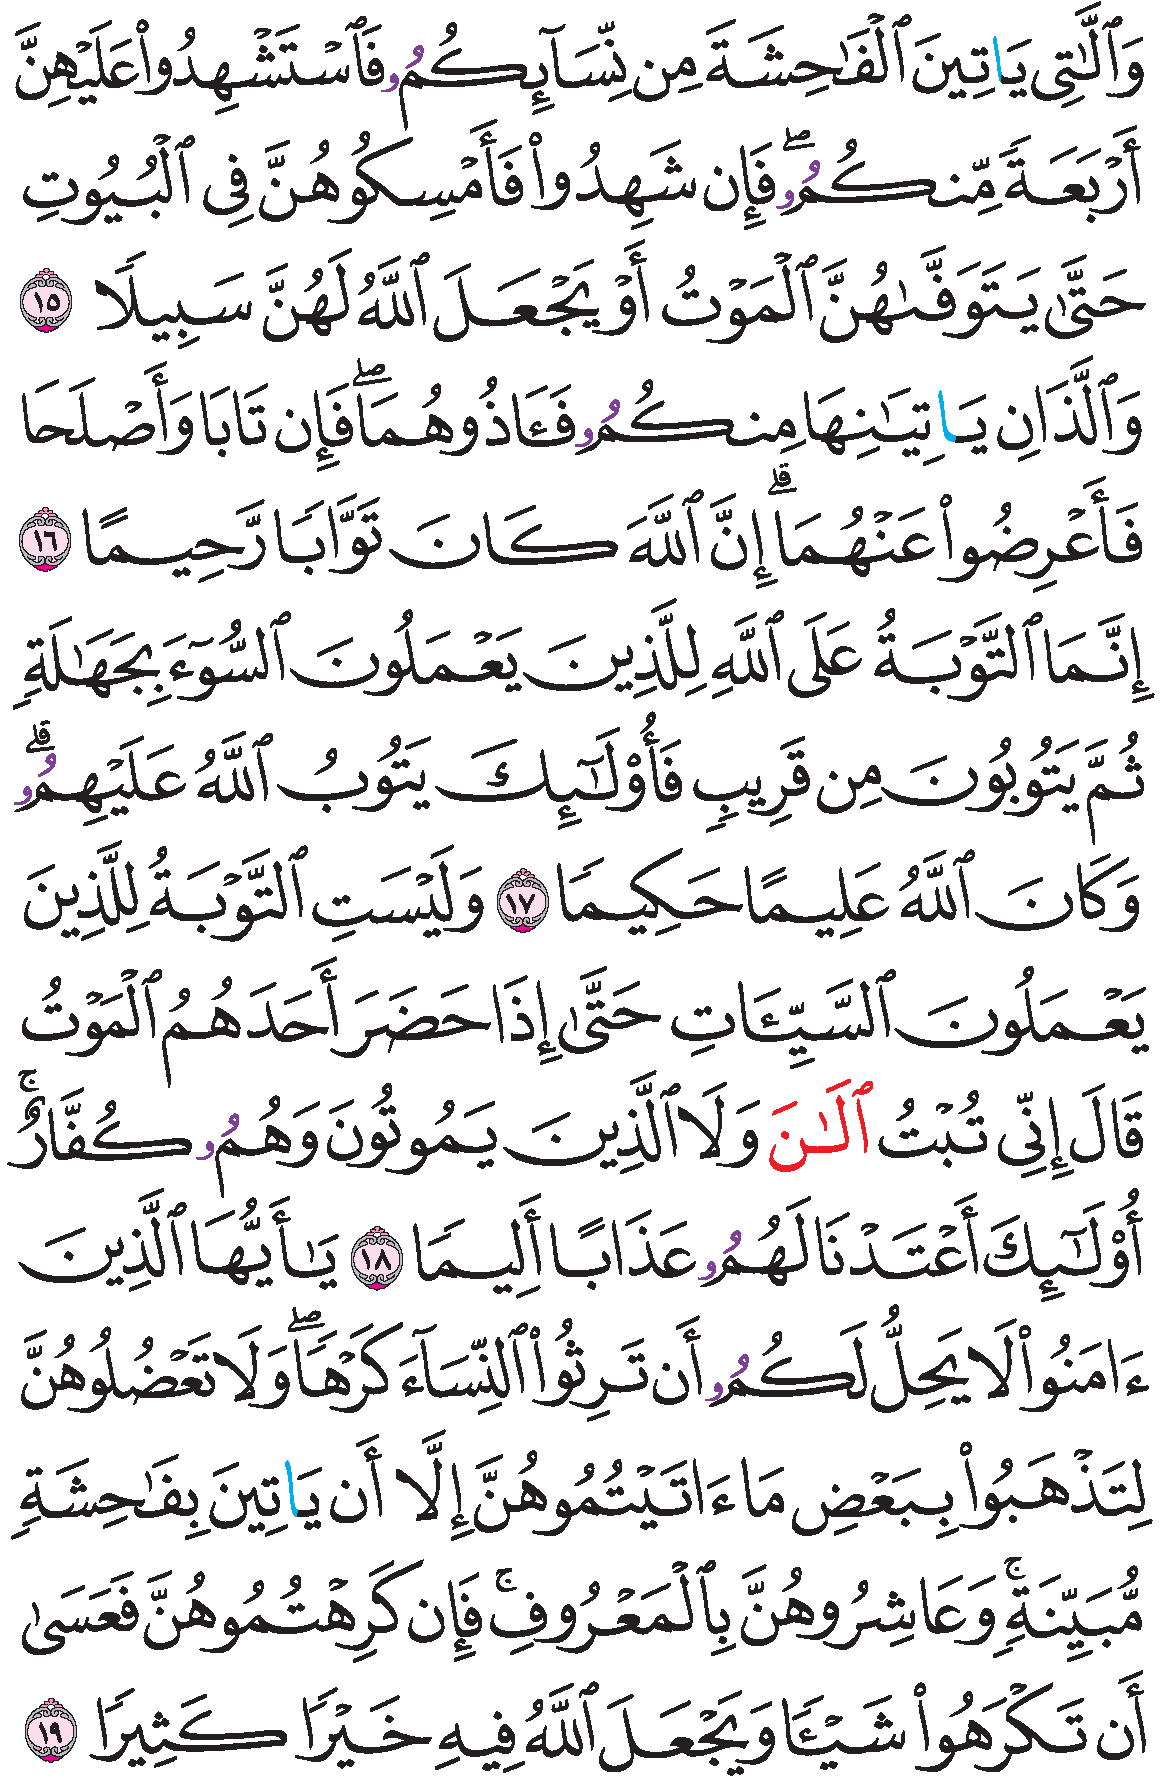 وَٱلَّٰتِى يَاتِينَ ٱلْفَٰحِشَةَ مِن نِّسَآئِكُمُۥ فَٱسْتَشْهِدُوا۟ عَلَيْهِنَّ
أَرْبَعَةً مِّنكُمُۥ ۖ فَإِن شَهِدُوا۟ فَأَمْسِكُوهُنَّ فِى ٱلْبُيُوتِ
حَتَّىٰ يَتَوَفَّىٰهُنَّ ٱلْمَوْتُ أَوْ يَجْعَلَ ٱللَّهُ لَهُنَّ سَبِيلًا ١٥
وَٱلَّذَانِ يَاتِيَٰنِهَا مِنكُمُۥ فَـَٔاذُوهُمَا ۖ فَإِن تَابَا وَأَصْلَحَا
فَأَعْرِضُوا۟ عَنْهُمَا ۗ إِنَّ ٱللَّهَ كَانَ تَوَّابًا رَّحِيمًا ١٦
إِنَّمَا ٱلتَّوْبَةُ عَلَى ٱللَّهِ لِلَّذِينَ يَعْمَلُونَ ٱلسُّوٓءَ بِجَهَٰلَةٍ
ثُمَّ يَتُوبُونَ مِن قَرِيبٍ فَأُو۟لَٰٓئِكَ يَتُوبُ ٱللَّهُ عَلَيْهِمُۥ ۗ
وَكَانَ ٱللَّهُ عَلِيمًا حَكِيمًا ١٧ وَلَيْسَتِ ٱلتَّوْبَةُ لِلَّذِينَ
يَعْمَلُونَ ٱلسَّيِّـَٔاتِ حَتَّىٰٓ إِذَا حَضَرَ أَحَدَهُمُ ٱلْمَوْتُ
قَالَ إِنِّى تُبْتُ ٱلَٰنَ وَلَا ٱلَّذِينَ يَمُوتُونَ وَهُمُۥ كُفَّارٌ ۚ
أُو۟لَٰٓئِكَ أَعْتَدْنَا لَهُمُۥ عَذَابًا أَلِيمًا ١٨ يَٰٓأَيُّهَا ٱلَّذِينَ
ءَامَنُوا۟ لَا يَحِلُّ لَكُمُۥ أَن تَرِثُوا۟ ٱلنِّسَآءَ كَرْهًا ۖ وَلَا تَعْضُلُوهُنَّ
لِتَذْهَبُوا۟ بِبَعْضِ مَا ءَاتَيْتُمُوهُنَّ إِلَّا أَن يَاتِينَ بِفَٰحِشَةٍ
مُّبَيِّنَةٍ ۚ وَعَاشِرُوهُنَّ بِٱلْمَعْرُوفِ ۚ فَإِن كَرِهْتُمُوهُنَّ فَعَسَىٰ
أَن تَكْرَهُوا۟ شَيْـًٔا وَيَجْعَلَ ٱللَّهُ فِيهِ خَيْرًا كَثِيرًا ١٩